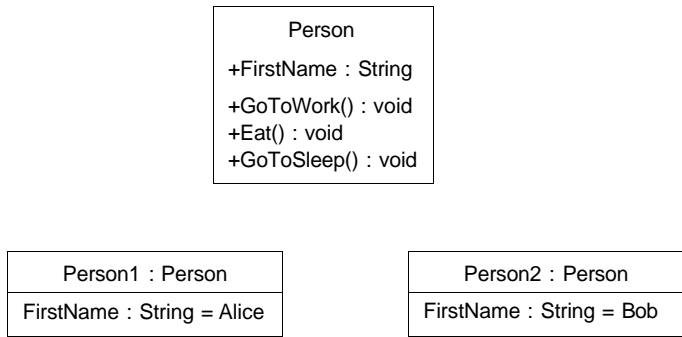 Person
+FirstName : String
+GoToWork() : void
+Eat() : void
+GoToSleep() : void
Person1 : Person
FirstName : String = Alice
Person2 : Person
FirstName : String = Bob